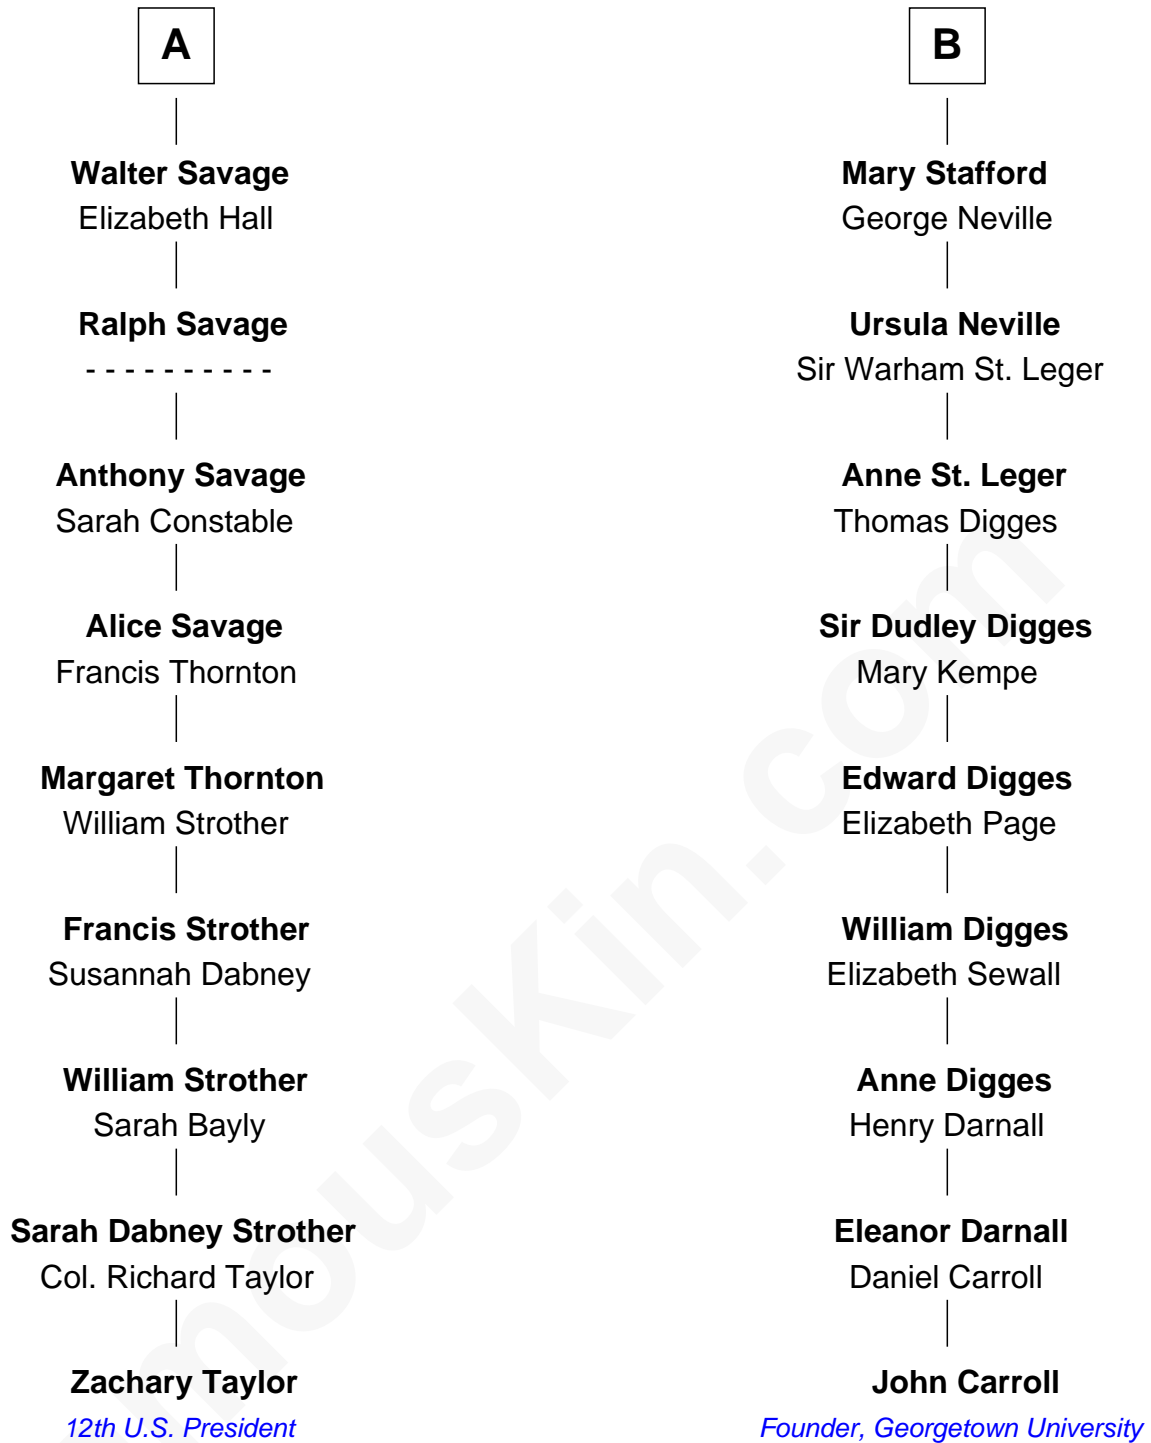 A
Walter Savage
Elizabeth Hall
Ralph Savage
- - - - - - - - - -
Anthony Savage
Sarah Constable
Alice Savage
Francis Thornton
Margaret Thornton
William Strother
Francis Strother
Susannah Dabney
William Strother
Sarah Bayly
Sarah Dabney Strother
Col. Richard Taylor
Zachary Taylor
12th U.S. President
B
Mary Stafford
George Neville
Ursula Neville
Sir Warham St. Leger
Anne St. Leger
Thomas Digges
Sir Dudley Digges
Mary Kempe
Edward Digges
Elizabeth Page
William Digges
Elizabeth Sewall
Anne Digges
Henry Darnall
Eleanor Darnall
Daniel Carroll
John Carroll
Founder, Georgetown University
mouskin.com